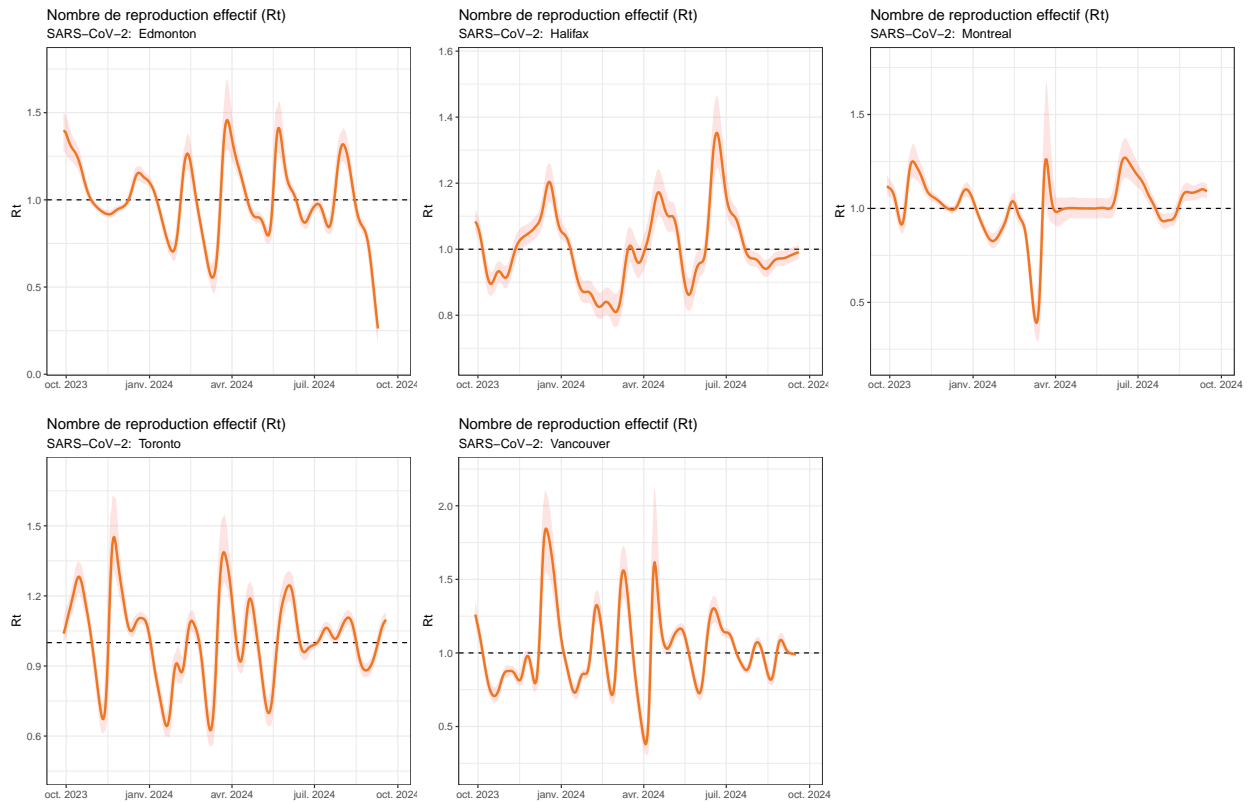 Nombre de reproduction effectif (Rt)
SARS−CoV−2: Edmonton
Rt
1.5
1.0
0.5
0.0
oct. 2023 janv. 2024 avr. 2024 juil. 2024 oct. 2024
Nombre de reproduction effectif (Rt)
SARS−CoV−2: Halifax
Rt
1.6
1.4
1.2
1.0
0.8
oct. 2023 janv. 2024 avr. 2024 juil. 2024 oct. 2024
Nombre de reproduction effectif (Rt)
SARS−CoV−2: Montreal
Rt
1.5
1.0
0.5
oct. 2023 janv. 2024 avr. 2024 juil. 2024 oct. 2024
Nombre de reproduction effectif (Rt)
SARS−CoV−2: Toronto
Rt
1.5
1.2
0.9
0.6
oct. 2023 janv. 2024 avr. 2024 juil. 2024 oct. 2024
Nombre de reproduction effectif (Rt)
SARS−CoV−2: Vancouver
Rt
2.0
1.5
1.0
0.5
oct. 2023 janv. 2024 avr. 2024 juil. 2024 oct. 2024